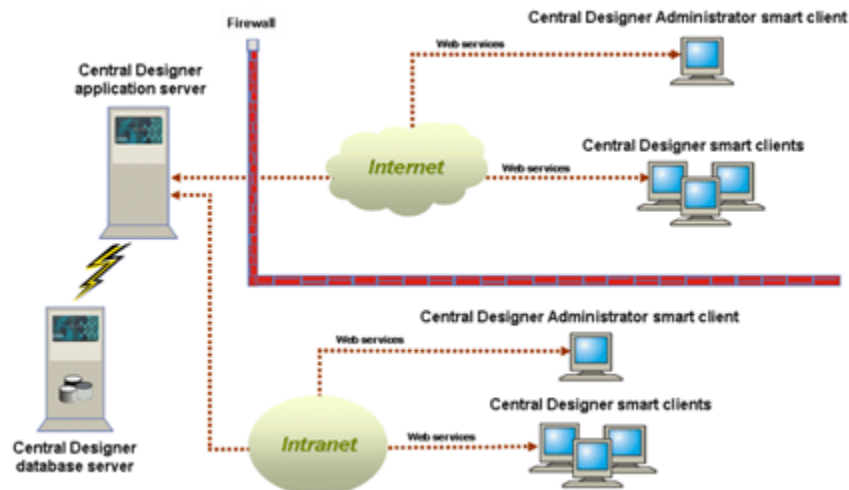 Central Designer Administrator smart client
Firewall
Web services
Central Designer
application server
Central Designer smart clients
Internet
Web services
Central Designer Administrator smart client
Web services
Central Designer smart clients
Central Designer
database server
Intranet
Web services